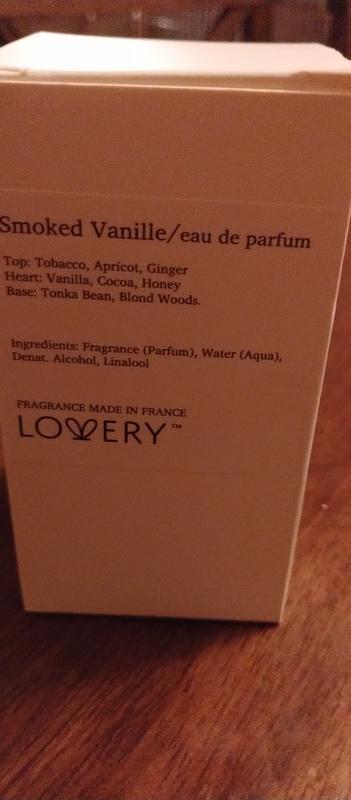 Smoked Vanille/eau de parfum
Top: Tobacco, Apricot, Ginger
Heart: Vanilla, Cocoa, Honey
Base: Tonka Bean, Blond Woods.
Ingredients: Fragrance (Parfum), Water (Aqua),
Denat. Alcohol, Linalool
FRAGRANCE MADE IN FRANCE
LOVERY™